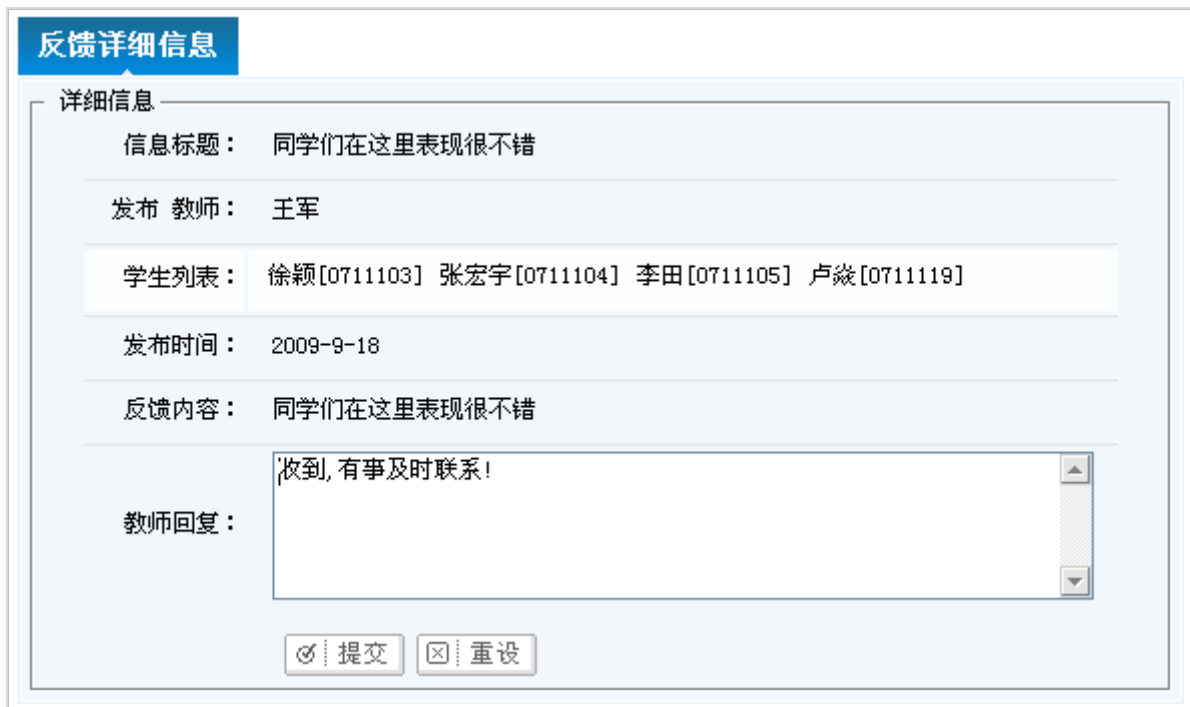 反馈详细信息
详细信息
信息标题： 同学们在这里表现很不错
发布 教师： 王军
学生列表： 徐颖[0711103] 张宏宇[0711104] 李田[0711105] 卢焱[0711119]
发布时间： 2009-9-18
反馈内容： 同学们在这里表现很不错
收到,有事及时联系!
教师回复：
提交 重设